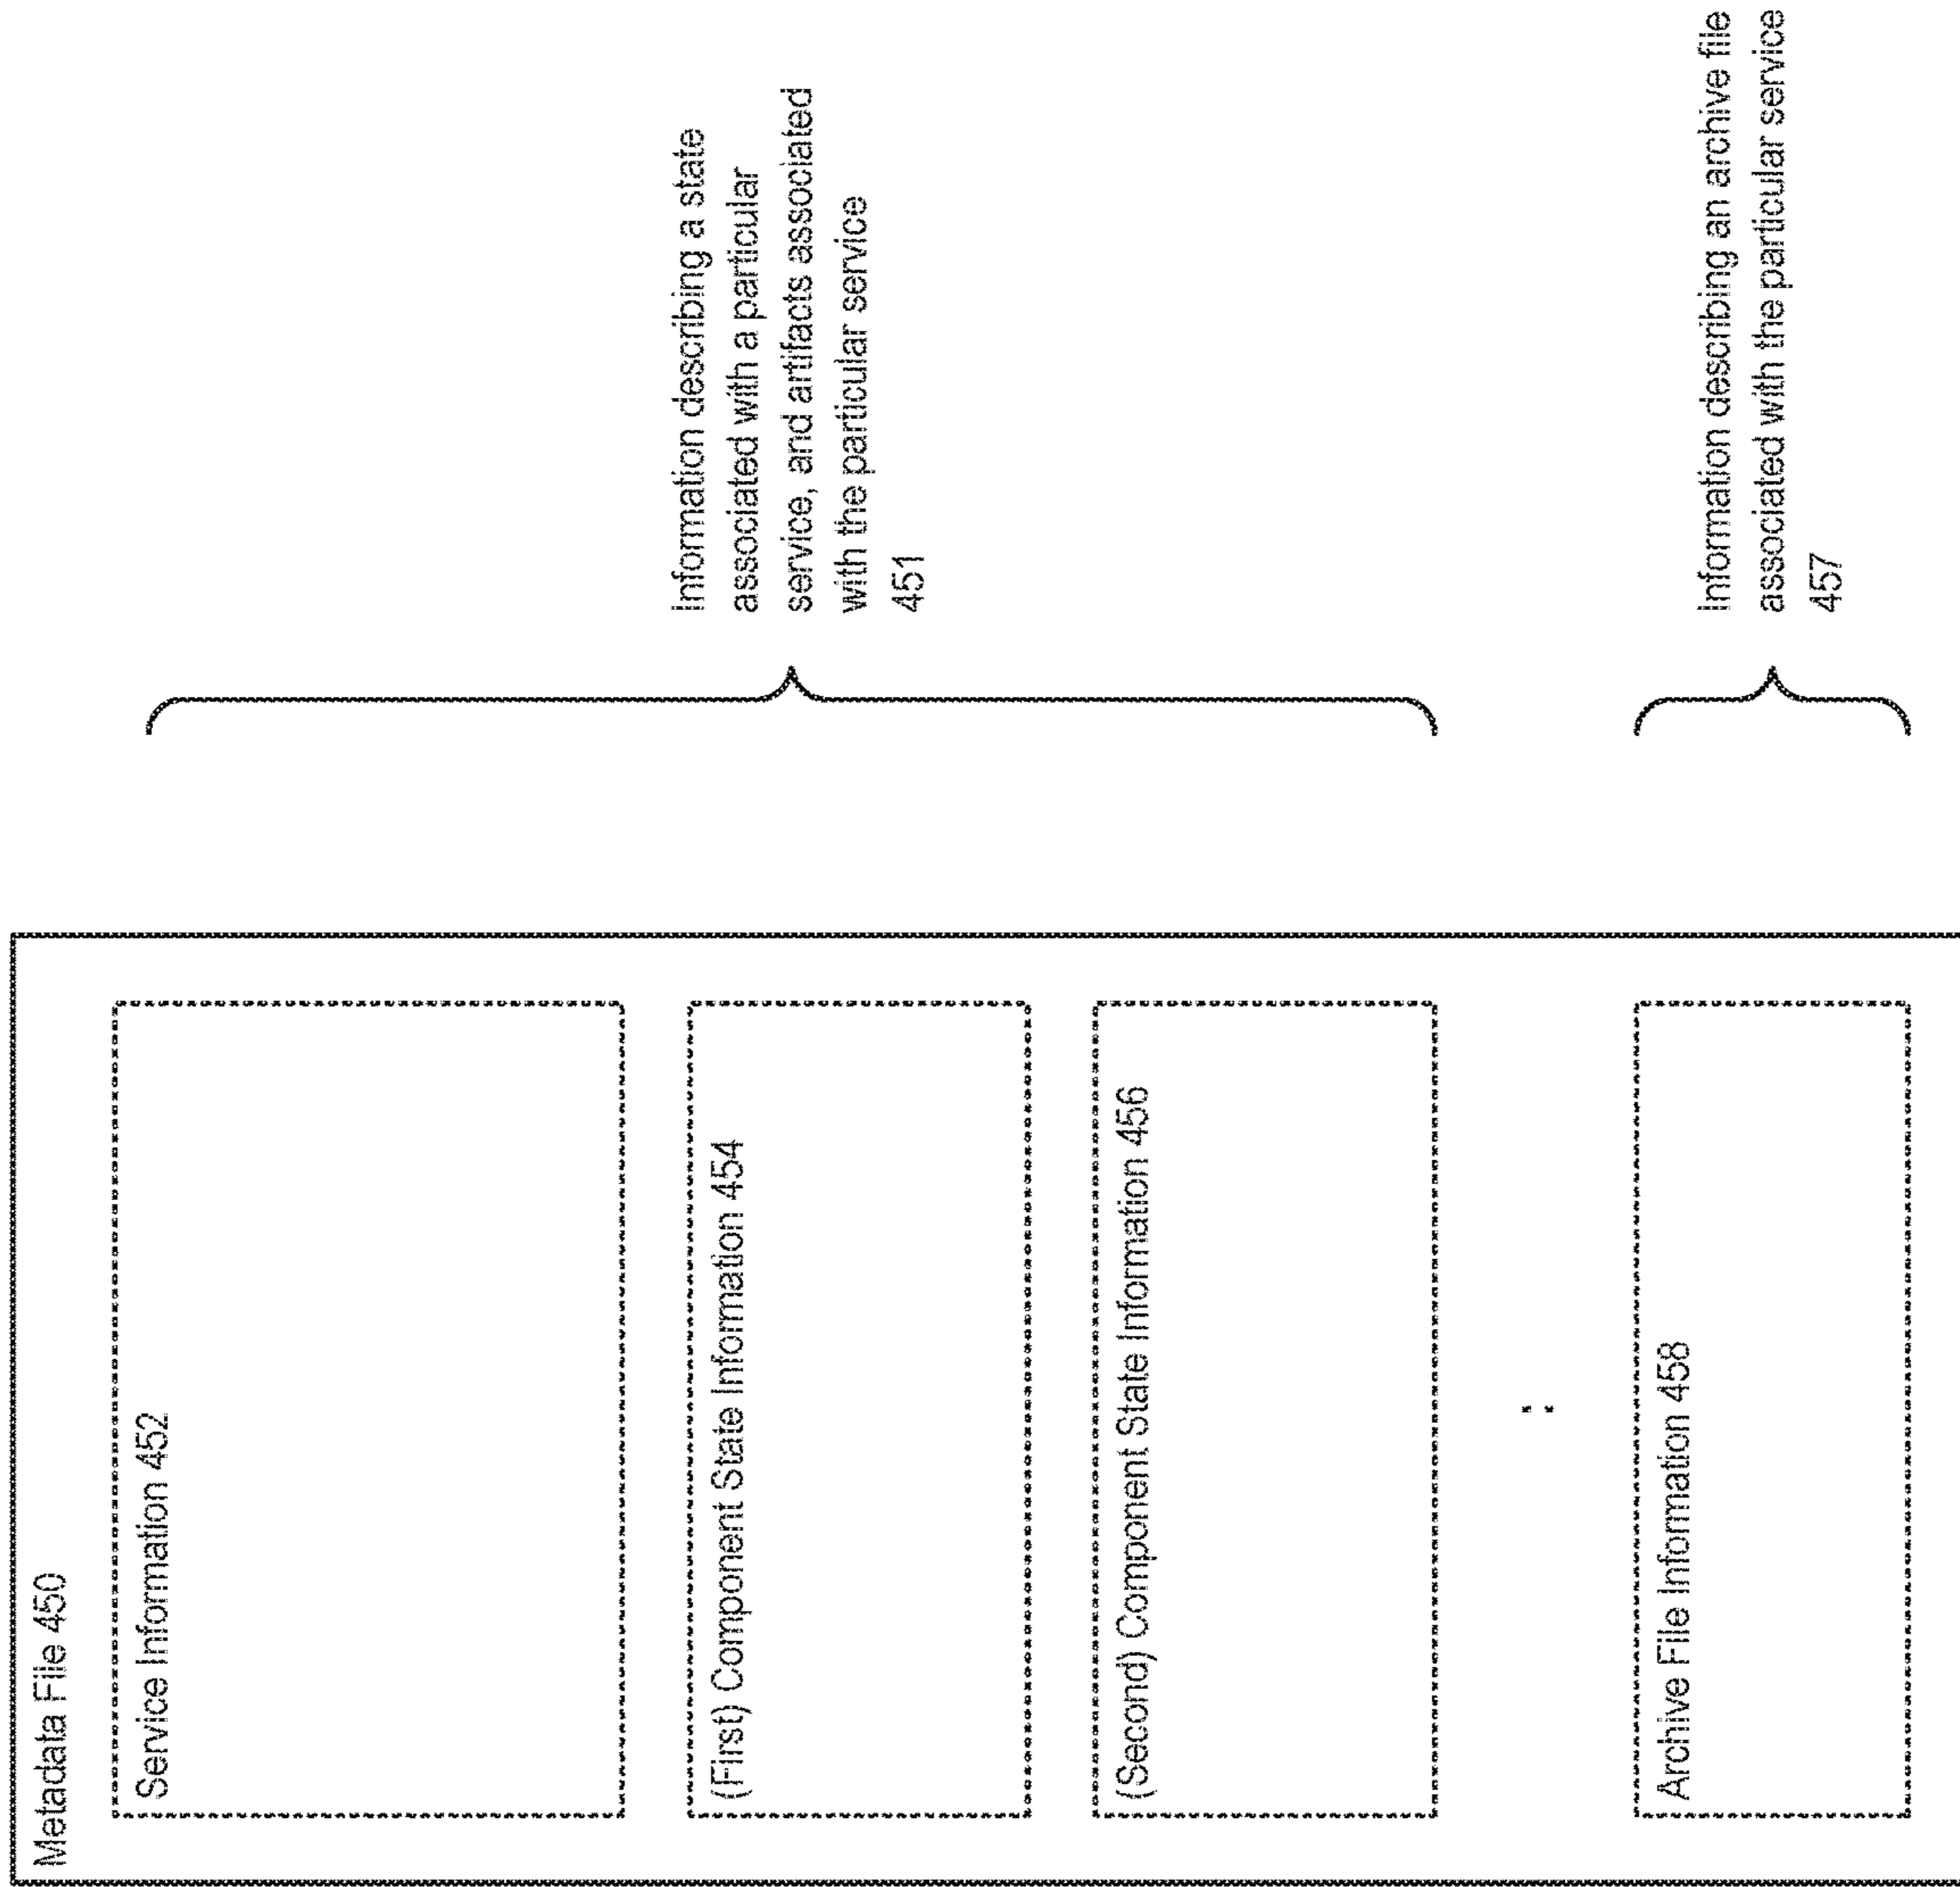 Metadata File 450
Service Information 452
(First) Component State Information 454
(Second) Component State Information 456
Archive File Information 458
Information describing a state
associated with a particular
service, and artifacts associated
with the particular service
451
Information describing an archive file
associated with the particular service
457